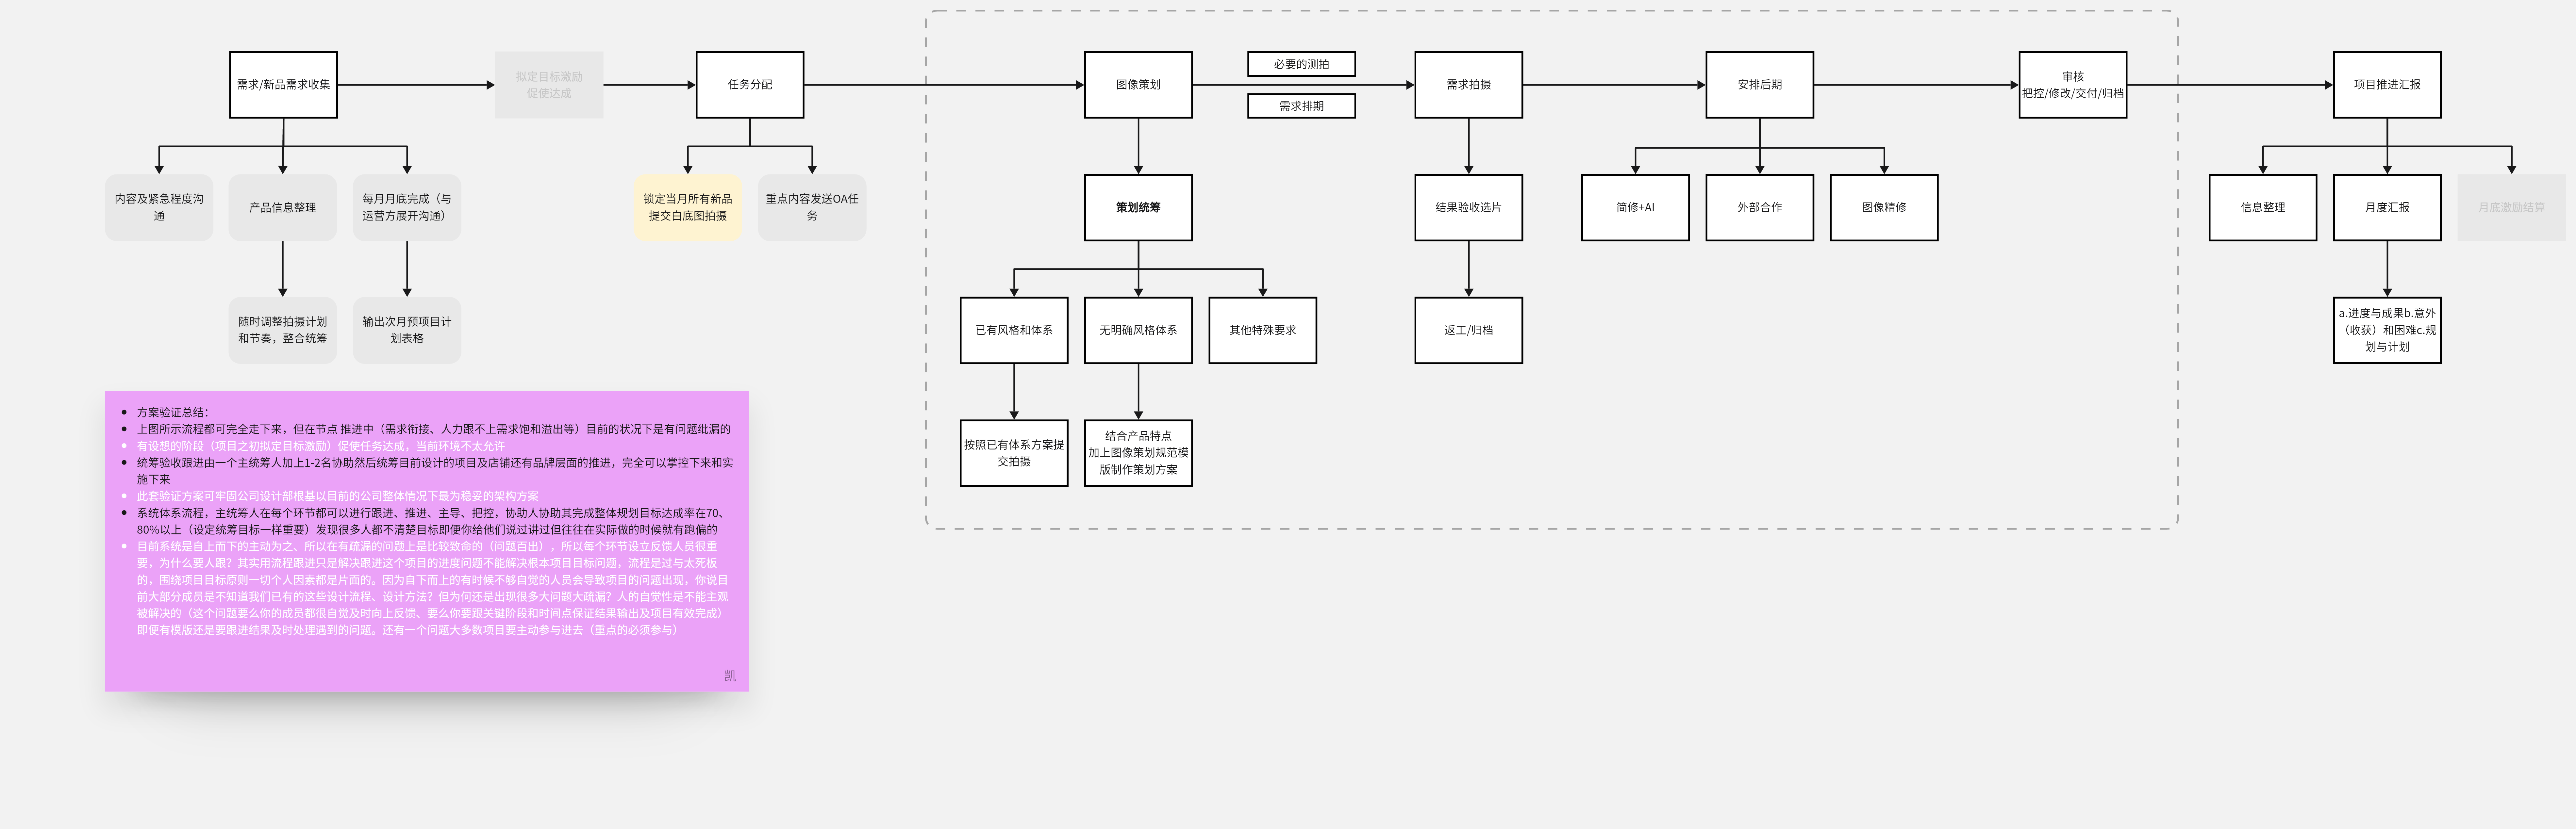 需求/新品需求收集
拟定目标激励
促使达成
任务分配
图像策划
必要的测拍
需求排期
需求拍摄
安排后期
审核
把控/修改/交付/归档
项目推进汇报
内容及紧急程度沟
通
产品信息整理
每月月底完成（与
运营方展开沟通）
锁定当月所有新品
提交白底图拍摄
重点内容发送OA任
务
策划统筹
结果验收选片
简修+AI
外部合作
图像精修
信息整理
月度汇报
月底激励结算
随时调整拍摄计划
和节奏，整合统筹
输出次月预项目计
划表格
已有风格和体系
无明确风格体系
其他特殊要求
返工/归档
a.进度与成果b.意外
（收获）和困难c.规
划与计划
按照已有体系方案提
交拍摄
结合产品特点
加上图像策划规范模
版制作策划方案
• 方案验证总结：
• 上图所示流程都可完全走下来，但在节点 推进中（需求衔接、人力跟不上需求饱和溢出等）目前的状况下是有问题纰漏的
• 有设想的阶段（项目之初拟定目标激励）促使任务达成，当前环境不太允许
• 统筹验收跟进由一个主统筹人加上1-2名协助然后统筹目前设计的项目及店铺还有品牌层面的推进，完全可以掌控下来和实
施下来
• 此套验证方案可牢固公司设计部根基以目前的公司整体情况下最为稳妥的架构方案
• 系统体系流程，主统筹人在每个环节都可以进行跟进、推进、主导、把控，协助人协助其完成整体规划目标达成率在70、
80%以上（设定统筹目标一样重要）发现很多人都不清楚目标即便你给他们说过讲过但往往在实际做的时候就有跑偏的
• 目前系统是自上而下的主动为之、所以在有疏漏的问题上是比较致命的（问题百出），所以每个环节设立反馈人员很重
要，为什么要人跟？其实用流程跟进只是解决跟进这个项目的进度问题不能解决根本项目目标问题，流程是过与太死板
的，围绕项目目标原则一切个人因素都是片面的。因为自下而上的有时候不够自觉的人员会导致项目的问题出现，你说目
前大部分成员是不知道我们已有的这些设计流程、设计方法？但为何还是出现很多大问题大疏漏？人的自觉性是不能主观
被解决的（这个问题要么你的成员都很自觉及时向上反馈、要么你要跟关键阶段和时间点保证结果输出及项目有效完成）
即便有模版还是要跟进结果及时处理遇到的问题。还有一个问题大多数项目要主动参与进去（重点的必须参与）
凯